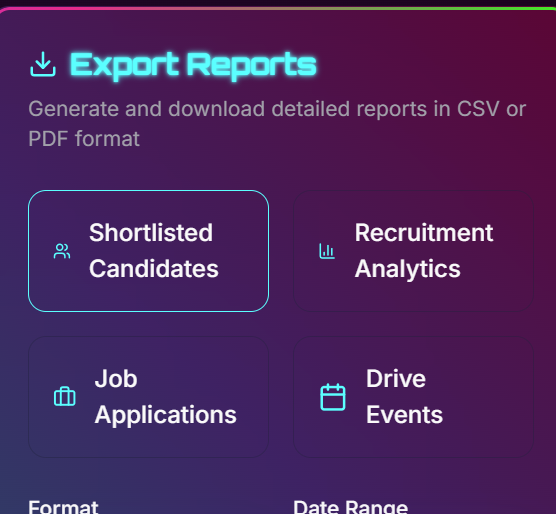 Export Reports
Generate and download detailed reports in CSV or
PDF format
Shortlisted
Candidates
Recruitment
Analytics
Job
Applications
Drive
Events
Format
Date Range